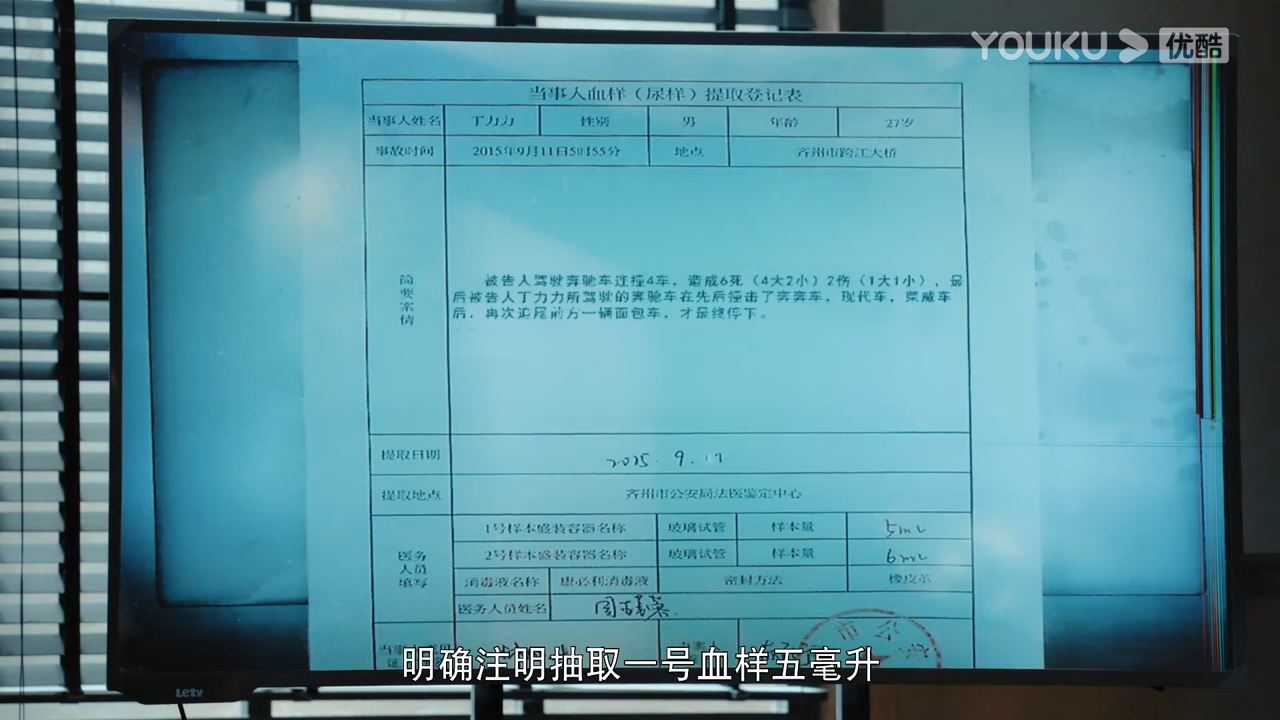 YOUKU 优酷
当事人血样（尿样）提取登记表
当事人姓名 丁力力 性别 男 年龄 27岁
事故时间 2015年9月11日5时55分 地点 齐州市跨江大桥
简要案情
被告人驾驶奔驰车连撞4车，造成6死（4大2小）2伤（1大1小），最
后被告人丁力力所驾驶的奔驰车在先后撞击了奔奔车，现代车，荣威车
后，再次追尾前方一辆面包车，才最终停下。
提取日期 2015. 9.
提取地点 齐州市公安局法医鉴定中心
医务人员填写
1号样本盛装容器名称 玻璃试管 样本量 5mL
2号样本盛装容器名称 玻璃试管 样本量 6mL
消毒液名称 康必利消毒液 密封方法 橡皮塞
医务人员姓名
市公
明确注明抽取一号血样五毫升
Letv